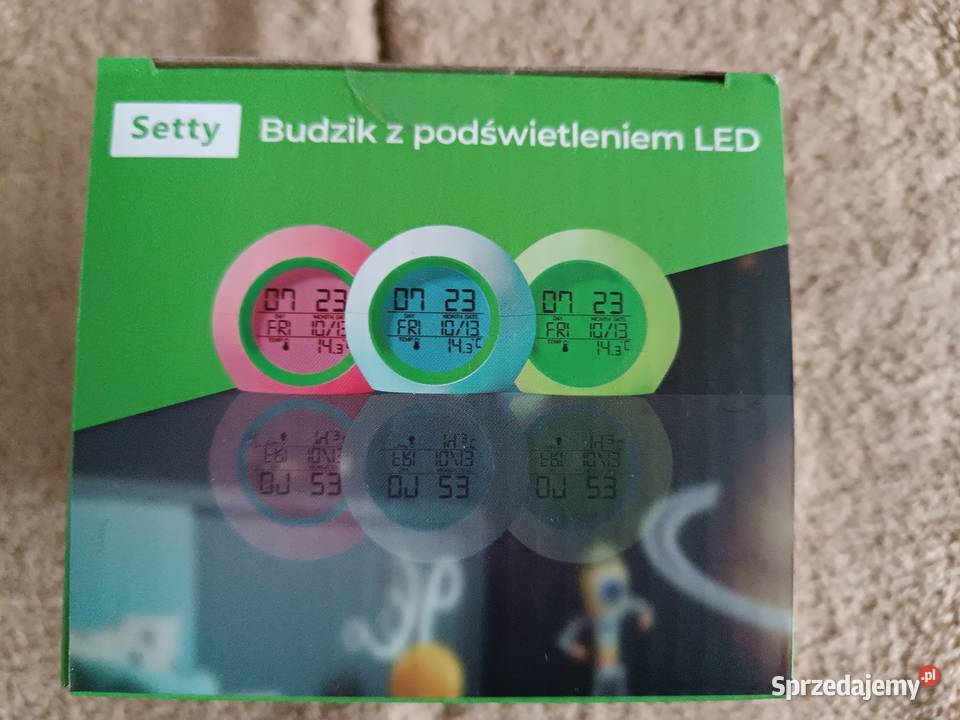 Setty
Budzik z podświetleniem LED
07 23
DAY MONTH DATE
FRI 10/13
TEMP 14.3°C
07 23
DAY MONTH DATE
FRI 10/13
TEMP 14.3°C
07 23
DAY MONTH DATE
FRI 10/13
TEMP 14.3°C
Sprzedajemy.pl